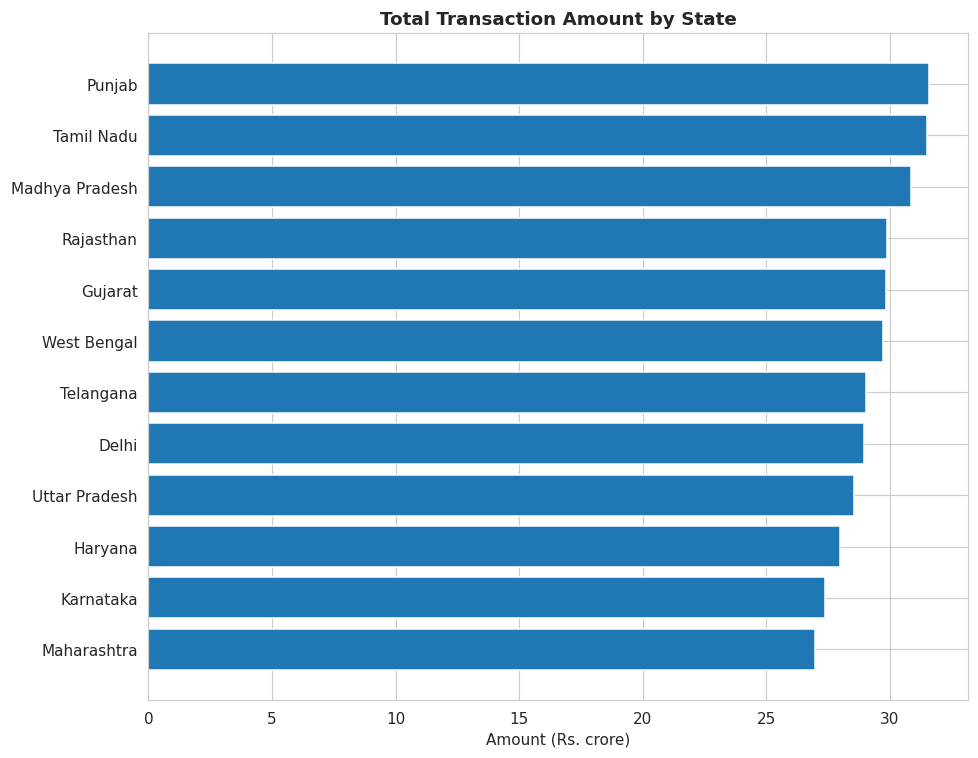 Total Transaction Amount by State
Punjab
Tamil Nadu
Madhya Pradesh
Rajasthan
Gujarat
West Bengal
Telangana
Delhi
Uttar Pradesh
Haryana
Karnataka
Maharashtra
0 5 10 15 20 25 30
Amount (Rs. crore)